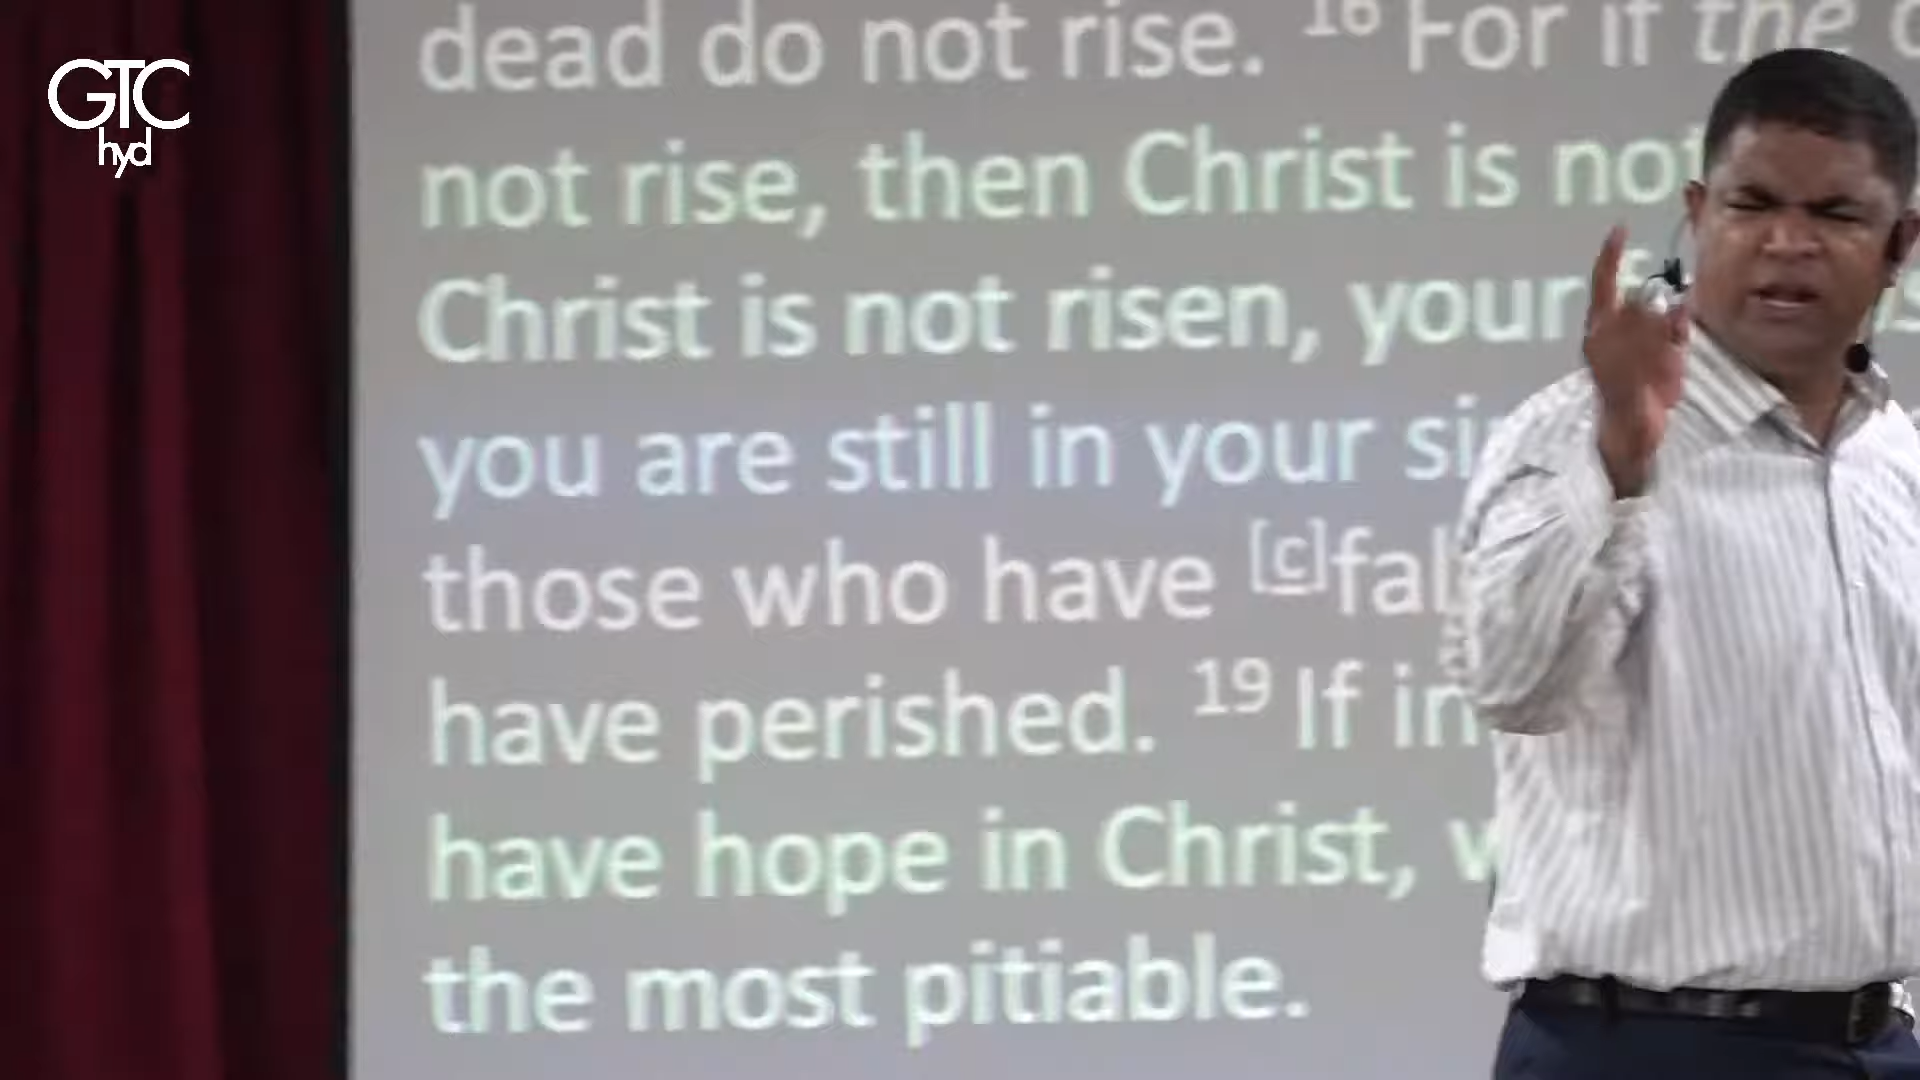 GTC
hyd
dead do not rise. 16 For if the
not rise, then Christ is not
Christ is not risen, your
you are still in your
those who have [c]
have perished. 19 If
have hope in Christ,
the most pitiable.